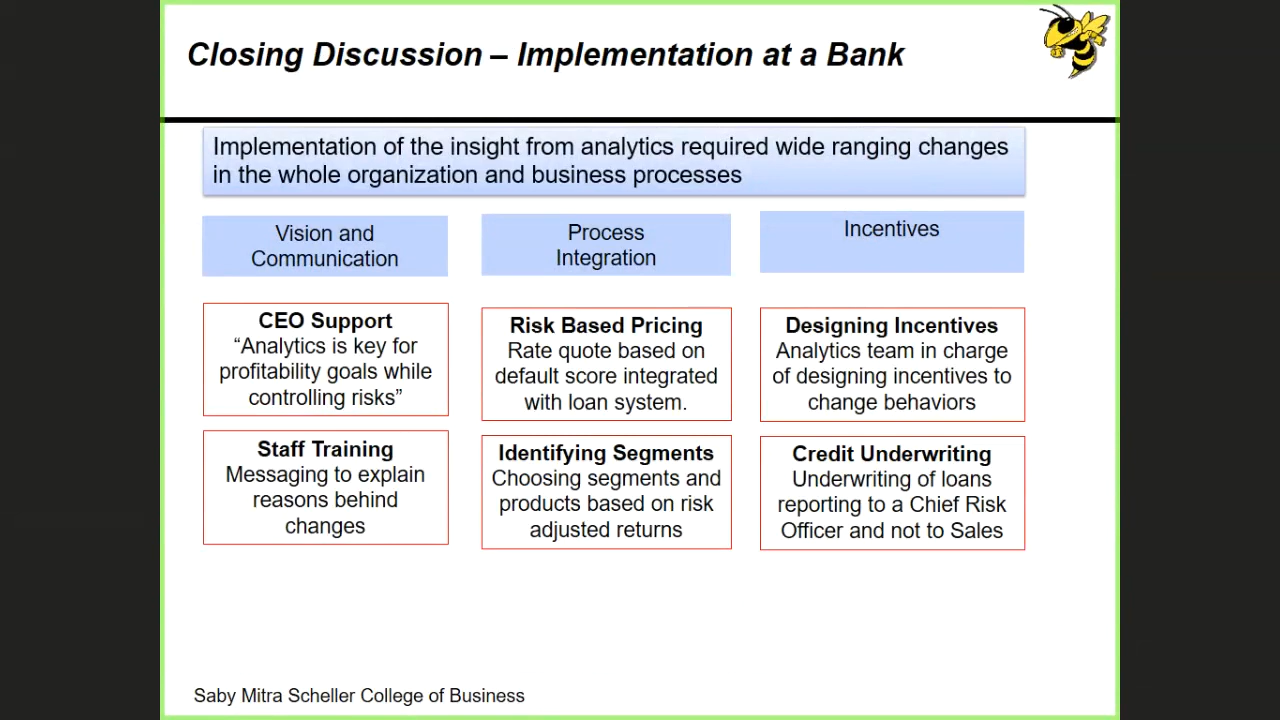 Closing Discussion – Implementation at a Bank
Implementation of the insight from analytics required wide ranging changes
in the whole organization and business processes
Vision and
Communication
CEO Support
“Analytics is key for
profitability goals while
controlling risks”
Staff Training
Messaging to explain
reasons behind
changes
Process
Integration
Risk Based Pricing
Rate quote based on
default score integrated
with loan system.
Identifying Segments
Choosing segments and
products based on risk
adjusted returns
Incentives
Designing Incentives
Analytics team in charge
of designing incentives to
change behaviors
Credit Underwriting
Underwriting of loans
reporting to a Chief Risk
Officer and not to Sales
Saby Mitra Scheller College of Business